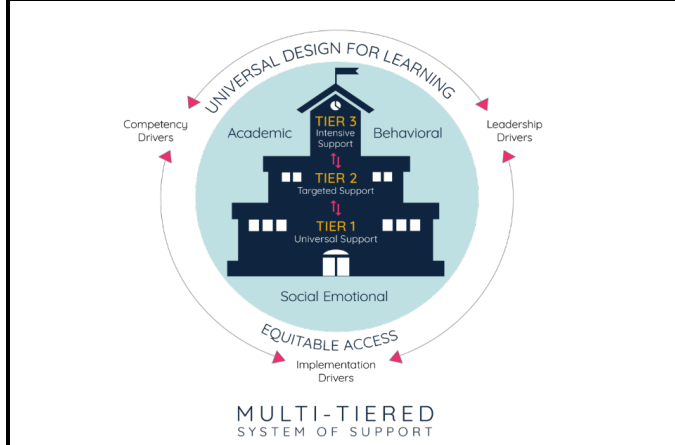 UNIVERSAL DESIGN FOR LEARNING
Competency
Drivers
Academic
TIER 3
Intensive
Support
Behavioral
Leadership
Drivers
TIER 2
Targeted Support
TIER 1
Universal Support
Social Emotional
EQUITABLE ACCESS
Implementation
Drivers
MULTI-TIERED
SYSTEM OF SUPPORT